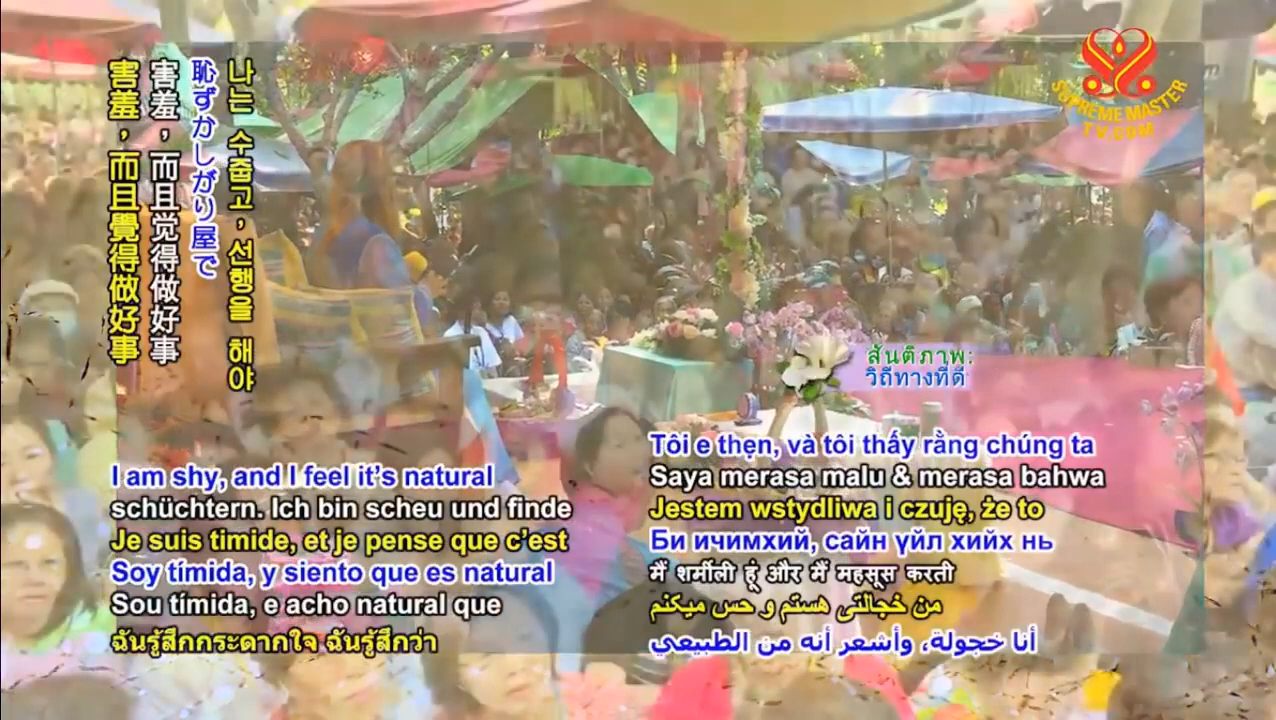 害羞，而且覺得做好事
害羞，而且觉得做好事
恥ずかしがり屋で
나는 수줍고, 선행을 해야
SUPREME MASTER
TV.COM
สันติภาพ:
วิถีทางที่ดี
I am shy, and I feel it's natural
schüchtern. Ich bin scheu und finde
Je suis timide, et je pense que c'est
Soy tímida, y siento que es natural
Sou tímida, e acho natural que
ฉันรู้สึกกระดากใจ ฉันรู้สึกว่า
Tôi e thẹn, và tôi thấy rằng chúng ta
Saya merasa malu & merasa bahwa
Jestem wstydliwa i czuję, że to
Би ичимхий, сайн үйл хийх нь
मैं शर्मीली हूं और मैं महसूस करती
من خجالتی هستم و حس میکنم
أنا خجولة، وأشعر أنه من الطبيعي